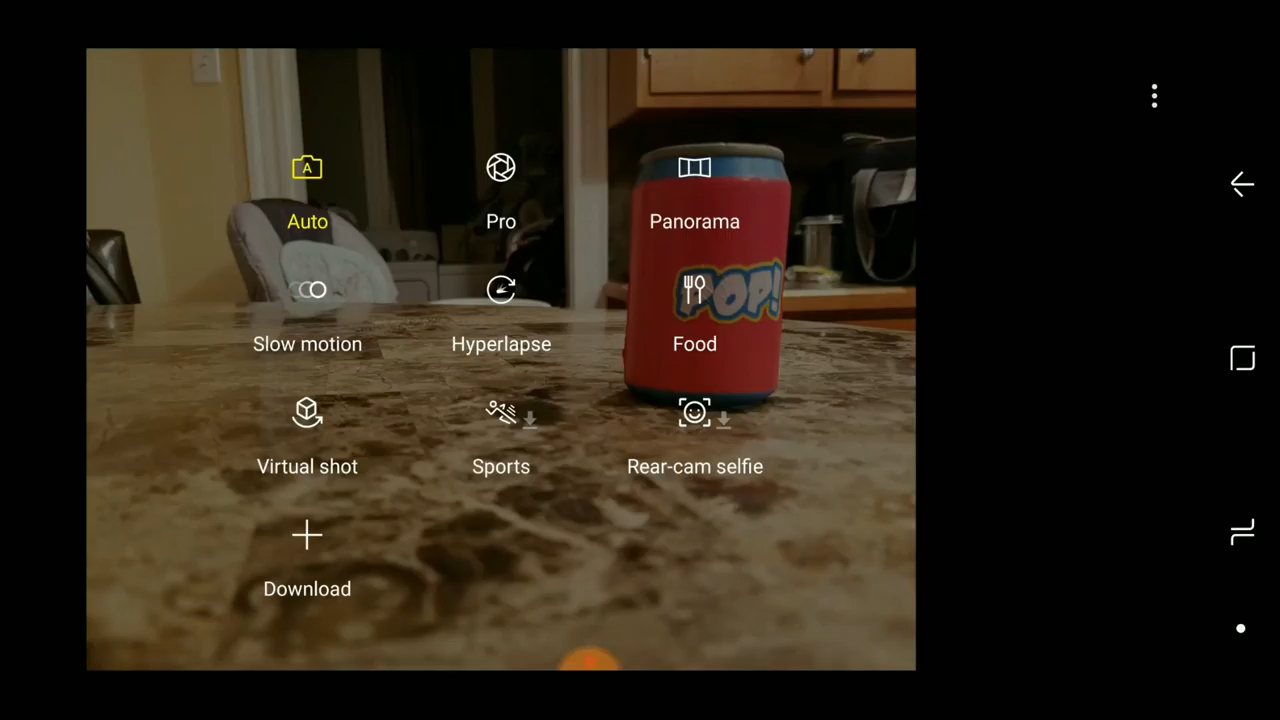 A
Auto
Pro
Panorama
POP!
Slow motion
Hyperlapse
Food
Virtual shot
Sports
Rear-cam selfie
Download